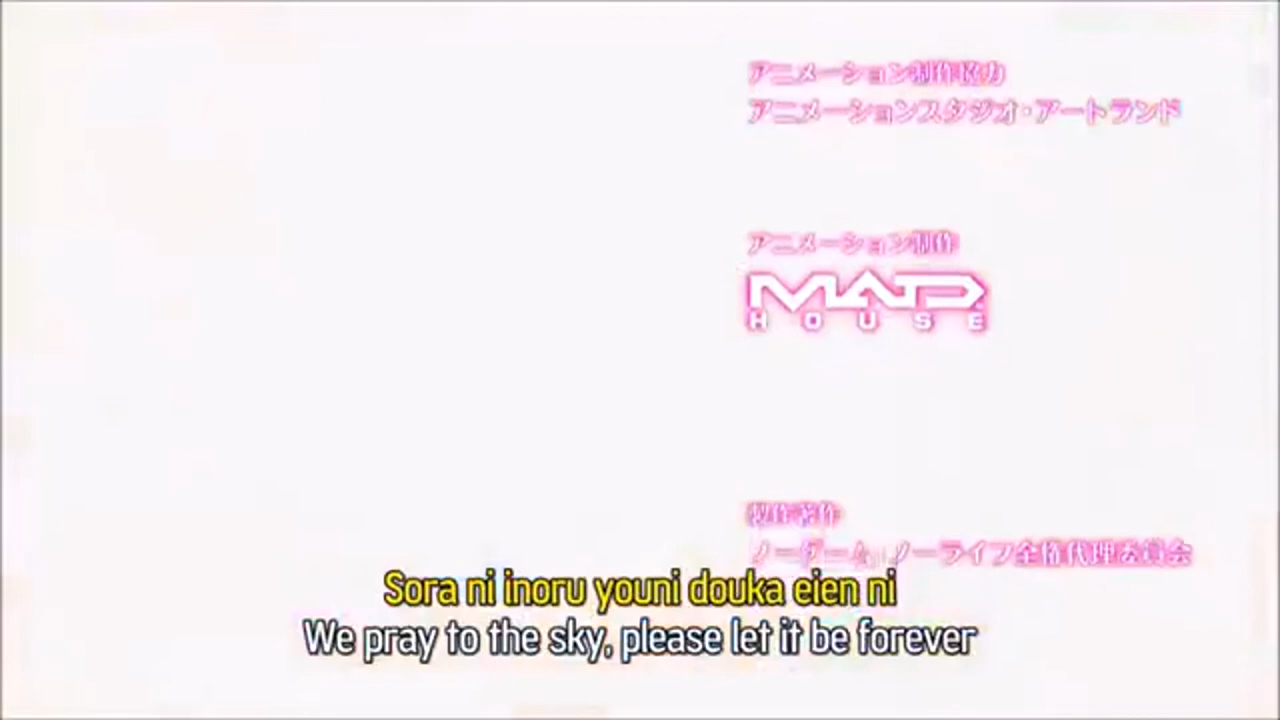 アニメーション制作協力
アニメーションスタジオ・アートランド
アニメーション制作
MADHOUSE
製作著作
ノーゲーム・ノーライフ全権代理委員会
Sora ni inoru youni douka eien ni
We pray to the sky, please let it be forever